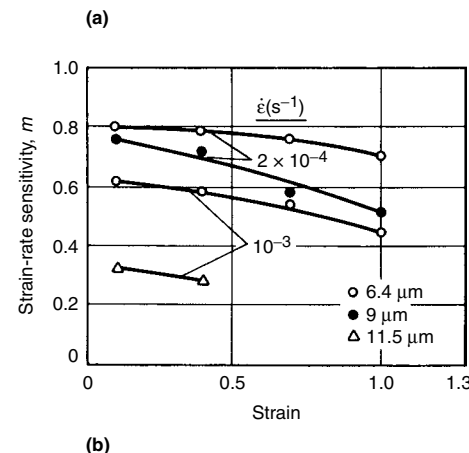 (a)
1.0
0.8
0.6
0.4
0.2
0
Strain-rate sensitivity, m
ε̇(s⁻¹)
2 × 10⁻⁴
10⁻³
6.4 µm
9 µm
11.5 µm
0
0.5
1.0
1.3
Strain
(b)